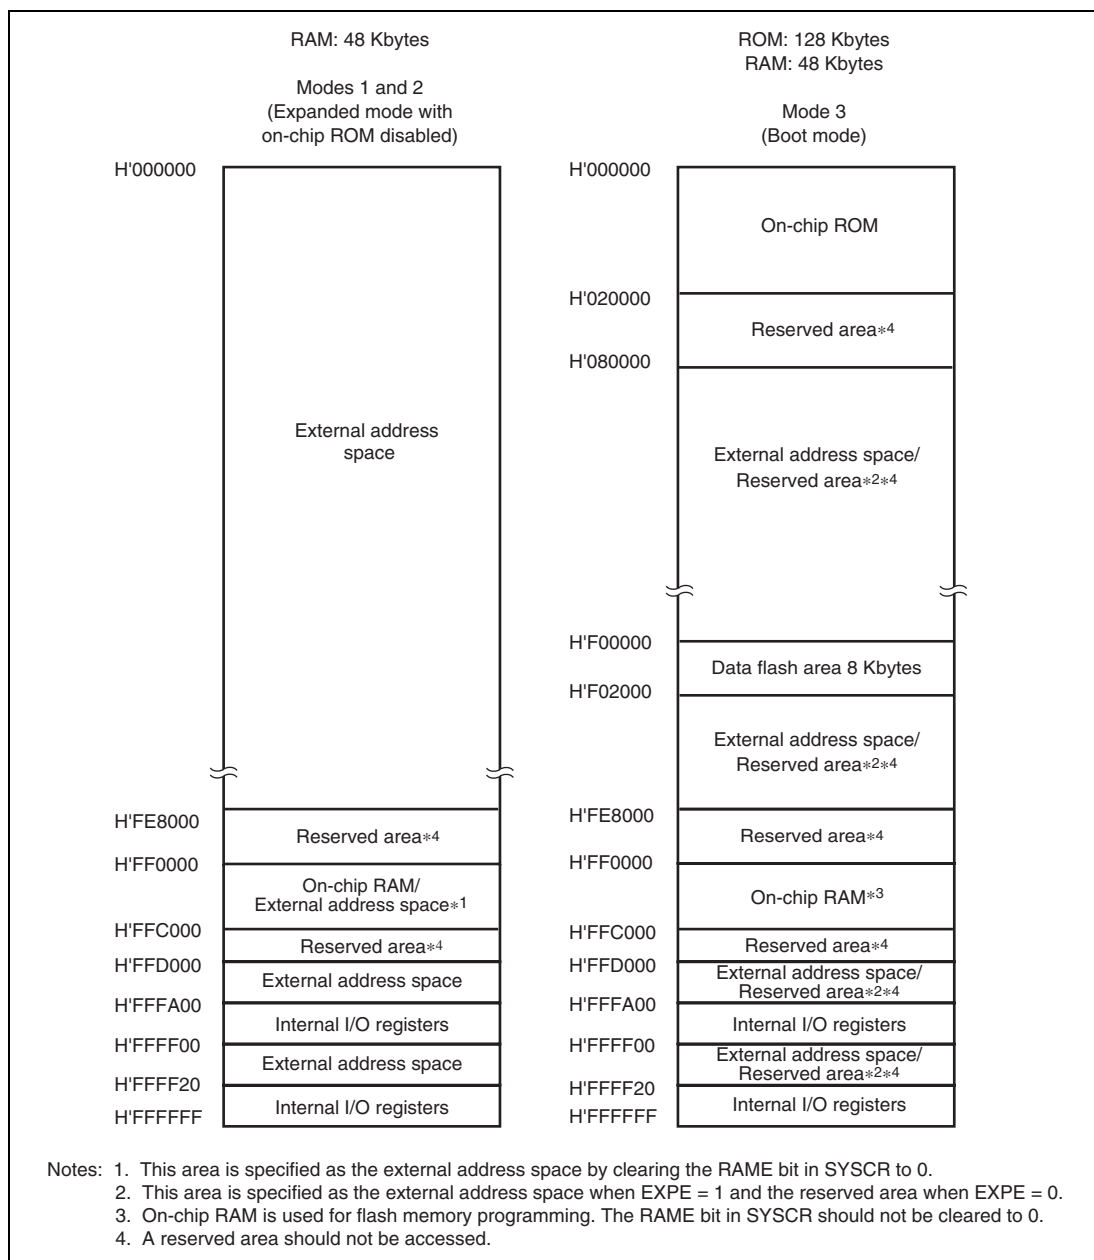 RAM: 48 Kbytes
Modes 1 and 2
(Expanded mode with
on-chip ROM disabled)
H'000000
External address
space
H'FE8000
Reserved area*4
H'FF0000
On-chip RAM/
External address space*1
H'FFC000
Reserved area*4
H'FFD000
External address space
H'FFFA00
Internal I/O registers
H'FFFF00
External address space
H'FFFF20
Internal I/O registers
H'FFFFFF
ROM: 128 Kbytes
RAM: 48 Kbytes
Mode 3
(Boot mode)
H'000000
On-chip ROM
H'020000
Reserved area*4
H'080000
External address space/
Reserved area*2*4
H'F00000
Data flash area 8 Kbytes
H'F02000
External address space/
Reserved area*2*4
H'FE8000
Reserved area*4
H'FF0000
On-chip RAM*3
H'FFC000
Reserved area*4
H'FFD000
External address space/
Reserved area*2*4
H'FFFA00
Internal I/O registers
H'FFFF00
External address space/
Reserved area*2*4
H'FFFF20
Internal I/O registers
H'FFFFFF
Notes: 1. This area is specified as the external address space by clearing the RAME bit in SYSCR to 0.
2. This area is specified as the external address space when EXPE = 1 and the reserved area when EXPE = 0.
3. On-chip RAM is used for flash memory programming. The RAME bit in SYSCR should not be cleared to 0.
4. A reserved area should not be accessed.